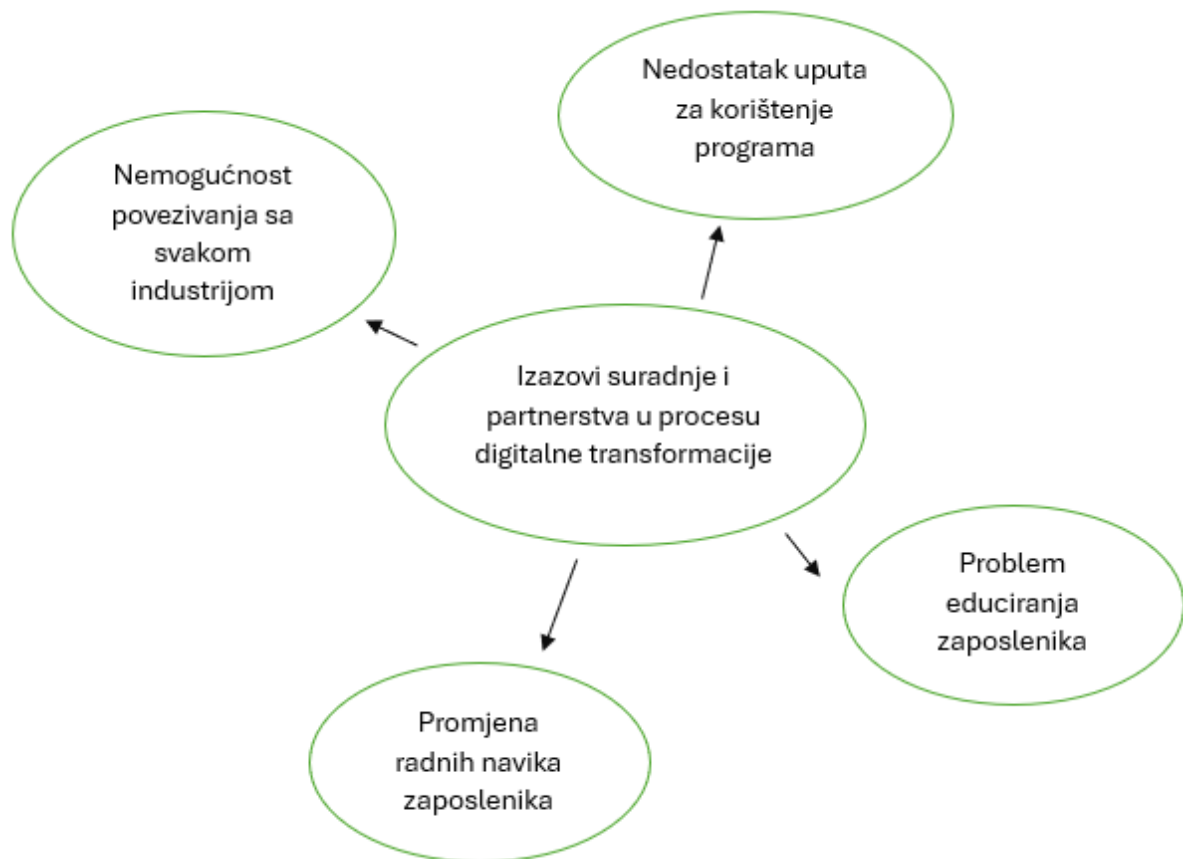 Nedostatak uputa
za korištenje
programa
Nemogućnost
povezivanja sa
svakom
industrijom
Izazovi suradnje i
partnerstva u procesu
digitalne transformacije
Problem
educiranja
zaposlenika
Promjena
radnih navika
zaposlenika